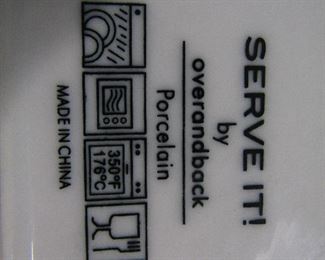 SERVE IT!
by
overandback
Porcelain
350°F
176°C
MADE IN CHINA